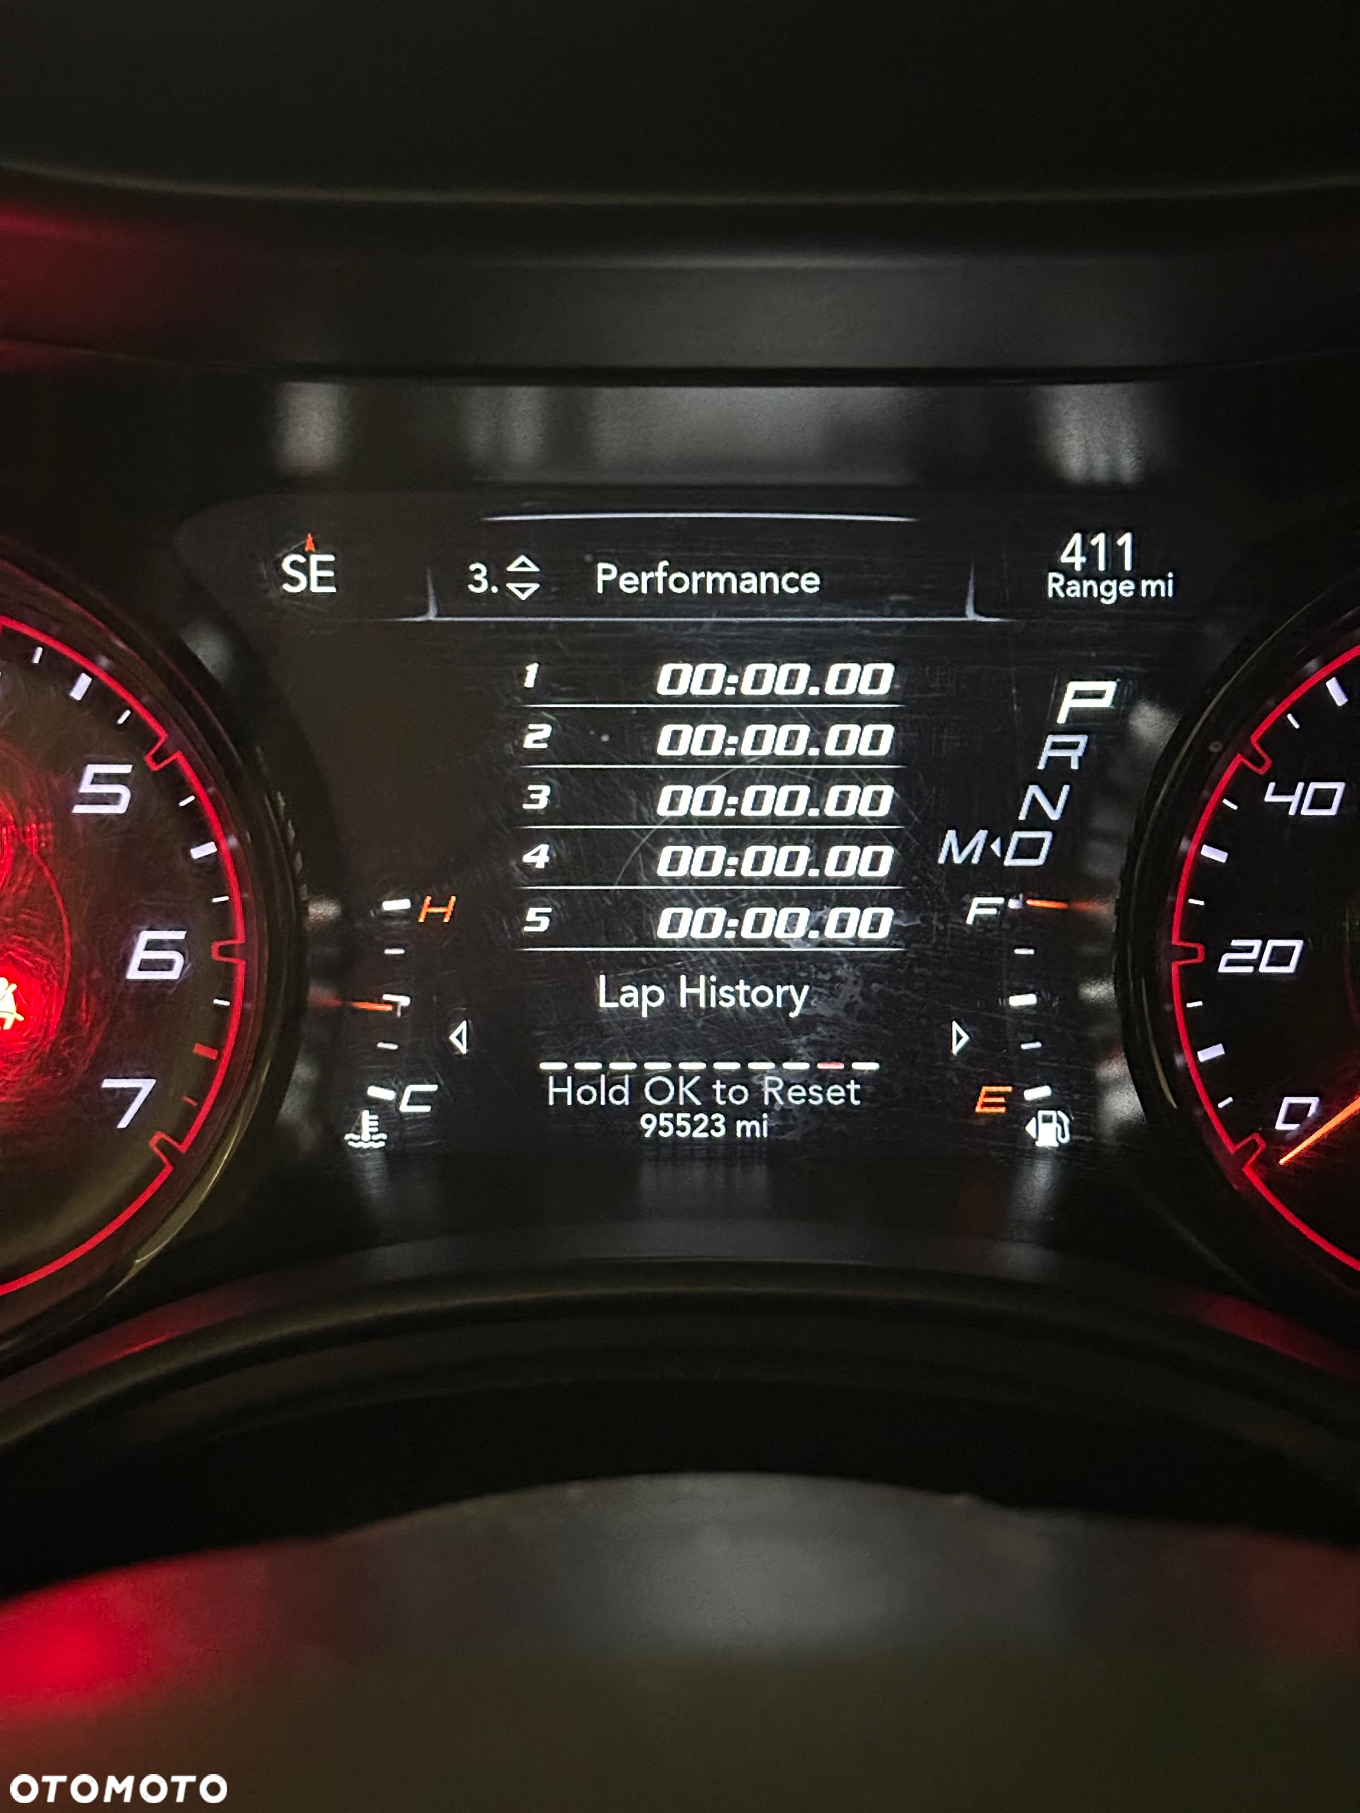 SE
3. Performance
411
Range mi
1 00:00.00
2 00:00.00
3 00:00.00
4 00:00.00
5 00:00.00
Lap History
Hold OK to Reset
95523 mi
P
R
N
M D
H
C
F
E
5
6
7
40
20
0
OTOMOTO